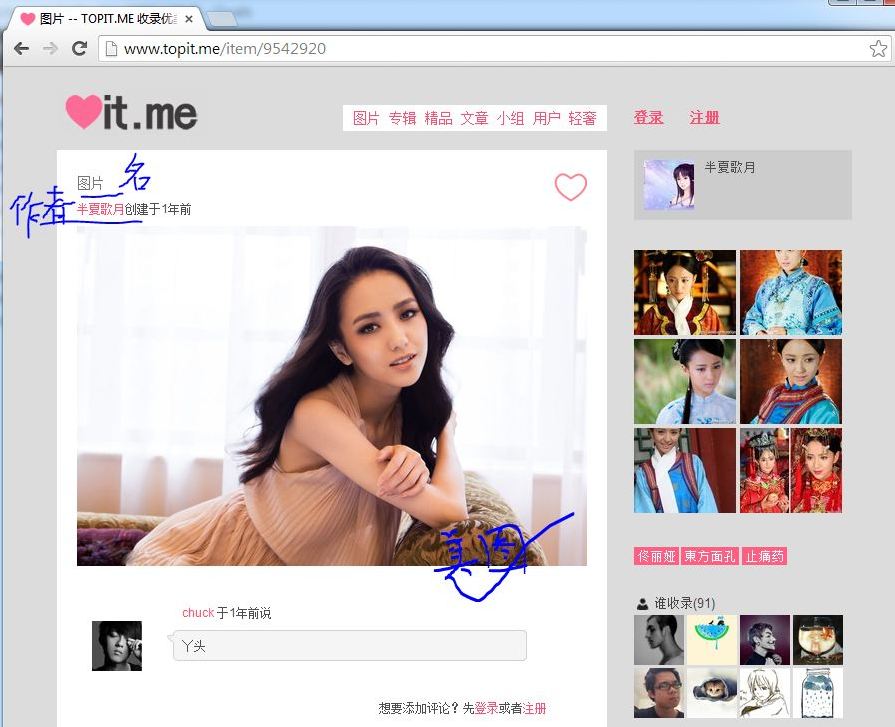 图片 -- TOPIT.ME 收录优
www.topit.me/item/9542920
it.me
图片 专辑 精品 文章 小组 用户 轻奢
登录 注册
半夏歌月
图片
名
作者
半夏歌月创建于1年前
美图
佟丽娅 東方面孔 止痛药
谁收录(91)
chuck 于1年前说
丫头
想要添加评论？先登录或者注册